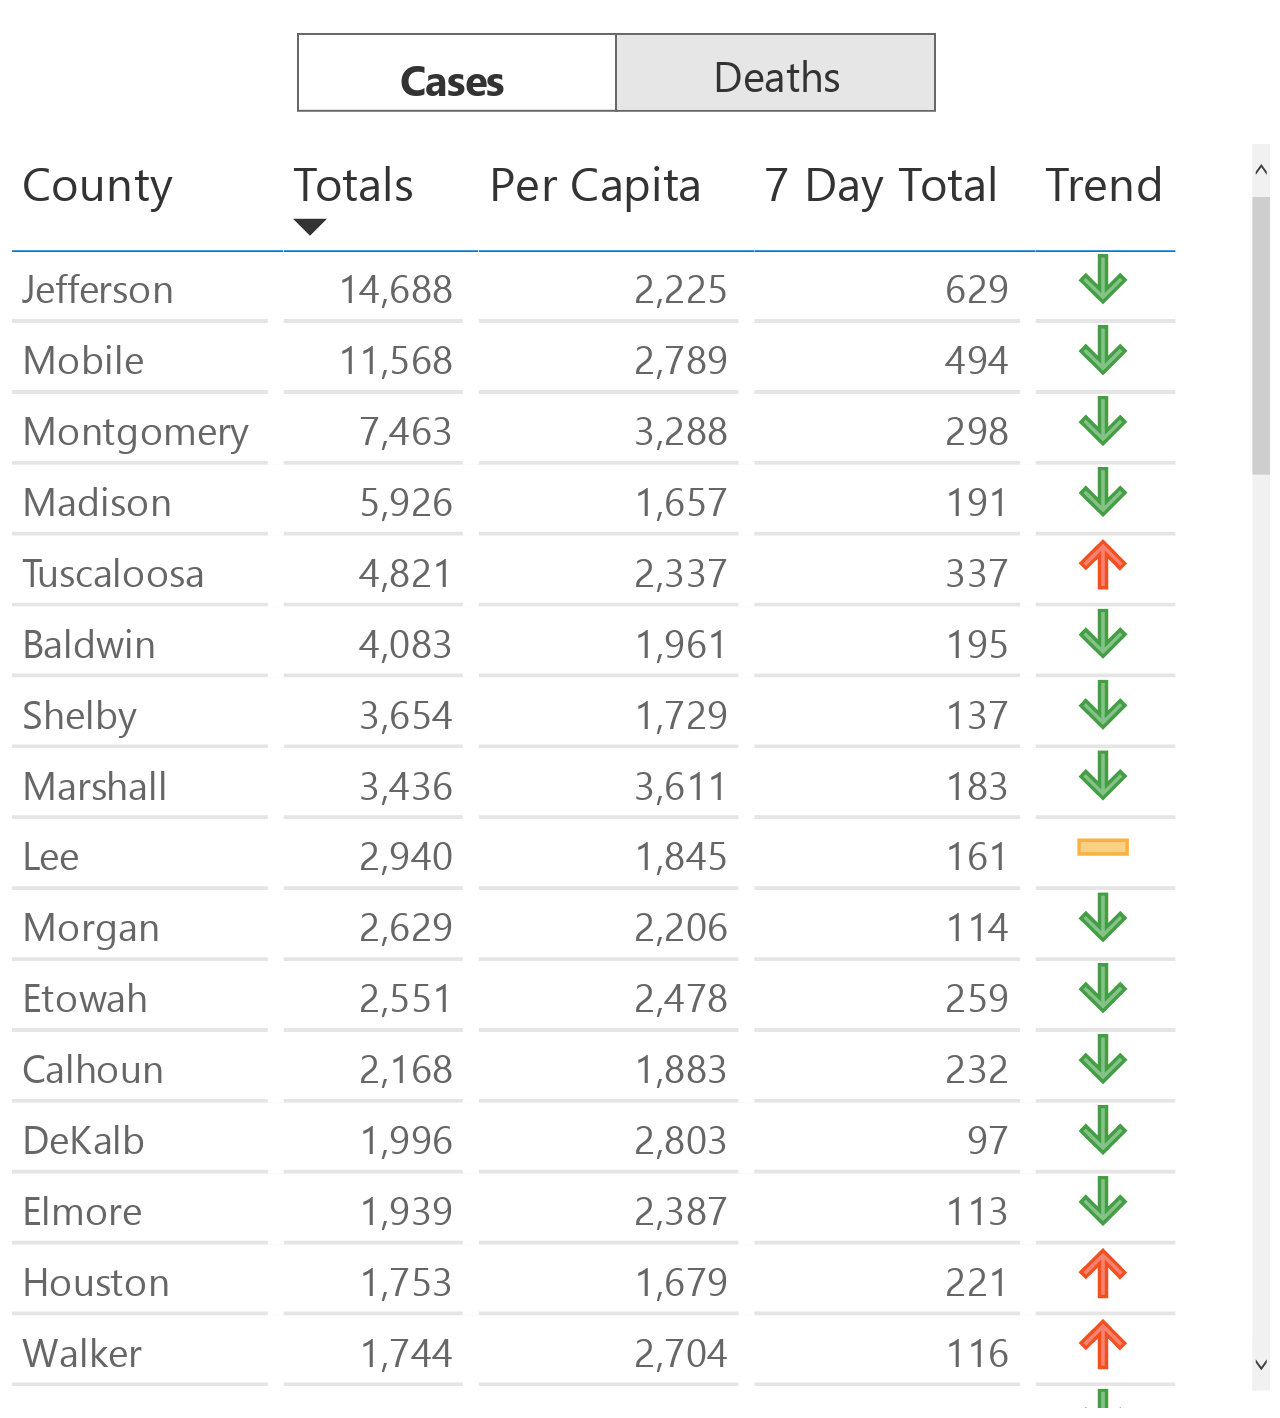 Cases Deaths
County Totals Per Capita 7 Day Total Trend
Jefferson 14,688 2,225 629
Mobile 11,568 2,789 494
Montgomery 7,463 3,288 298
Madison 5,926 1,657 191
Tuscaloosa 4,821 2,337 337
Baldwin 4,083 1,961 195
Shelby 3,654 1,729 137
Marshall 3,436 3,611 183
Lee 2,940 1,845 161
Morgan 2,629 2,206 114
Etowah 2,551 2,478 259
Calhoun 2,168 1,883 232
DeKalb 1,996 2,803 97
Elmore 1,939 2,387 113
Houston 1,753 1,679 221
Walker 1,744 2,704 116